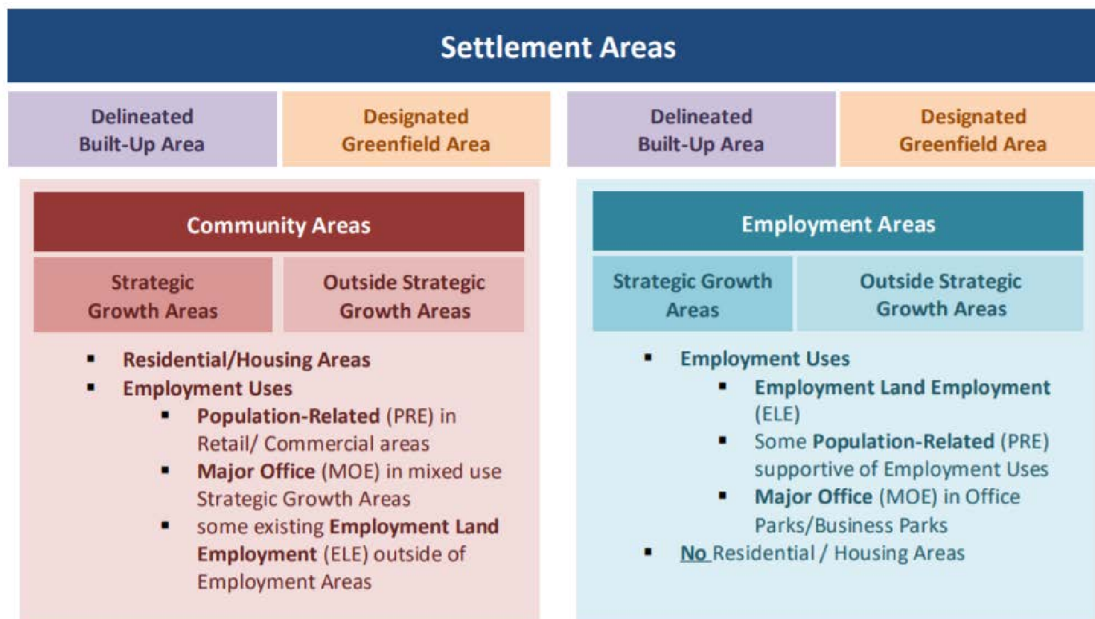 Settlement Areas
Delineated
Built-Up Area
Designated
Greenfield Area
Delineated
Built-Up Area
Designated
Greenfield Area
Community Areas
Strategic
Growth Areas
Outside Strategic
Growth Areas
▪ Residential/Housing Areas
▪ Employment Uses
▪ Population-Related (PRE) in
Retail/ Commercial areas
▪ Major Office (MOE) in mixed use
Strategic Growth Areas
▪ some existing Employment Land
Employment (ELE) outside of
Employment Areas
Employment Areas
Strategic Growth
Areas
Outside Strategic
Growth Areas
▪ Employment Uses
▪ Employment Land Employment
(ELE)
▪ Some Population-Related (PRE)
supportive of Employment Uses
▪ Major Office (MOE) in Office
Parks/Business Parks
▪ No Residential / Housing Areas